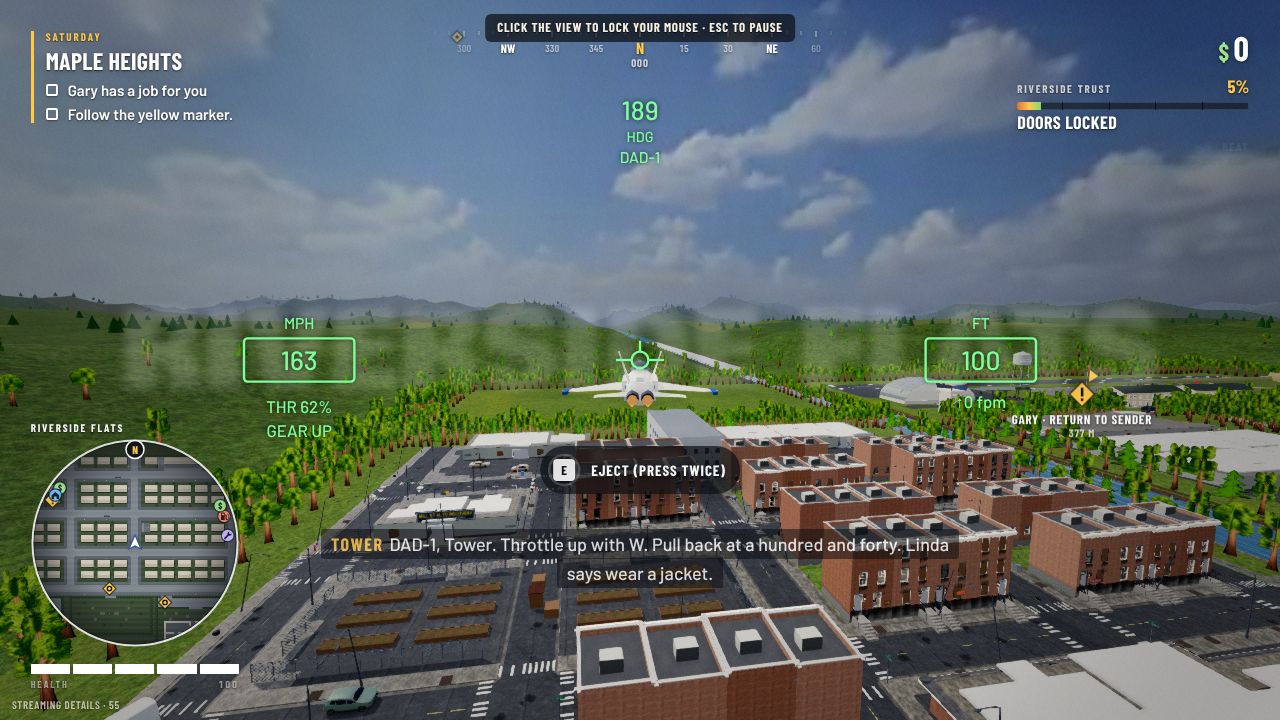 CLICK THE VIEW TO LOCK YOUR MOUSE · ESC TO PAUSE
SATURDAY
MAPLE HEIGHTS
Gary has a job for you
Follow the yellow marker.
300 NW 330 345 N 15 30 NE 60
000
$ 0
RIVERSIDE TRUST 5%
DOORS LOCKED
HEAT
189
HDG
DAD-1
MPH
163
THR 62%
GEAR UP
FT
100
↑0 fpm
GARY · RETURN TO SENDER
377 M
RIVERSIDE FLATS
N
E EJECT (PRESS TWICE)
TOWER DAD-1, Tower. Throttle up with W. Pull back at a hundred and forty. Linda
says wear a jacket.
HEALTH 100
STREAMING DETAILS · 55